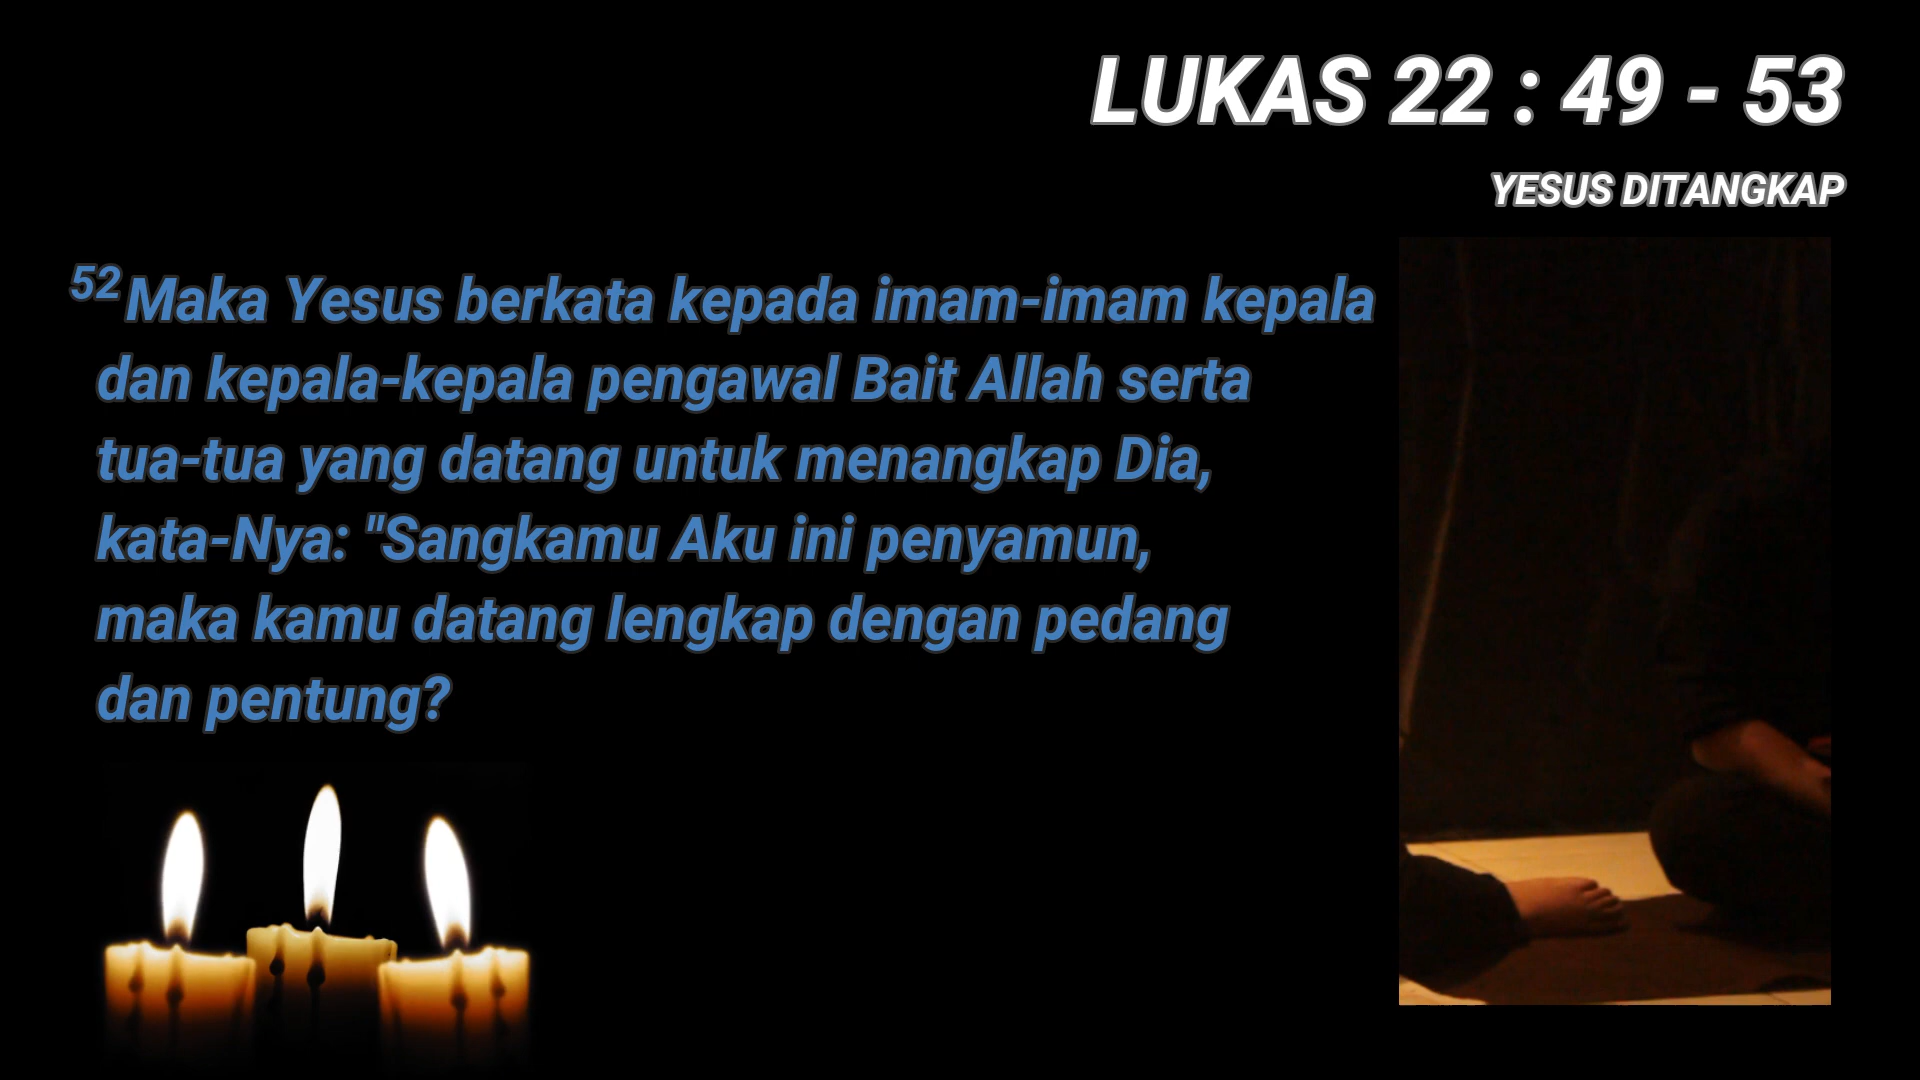 LUKAS 22 : 49 - 53
YESUS DITANGKAP
52Maka Yesus berkata kepada imam-imam kepala
dan kepala-kepala pengawal Bait Allah serta
tua-tua yang datang untuk menangkap Dia,
kata-Nya: "Sangkamu Aku ini penyamun,
maka kamu datang lengkap dengan pedang
dan pentung?